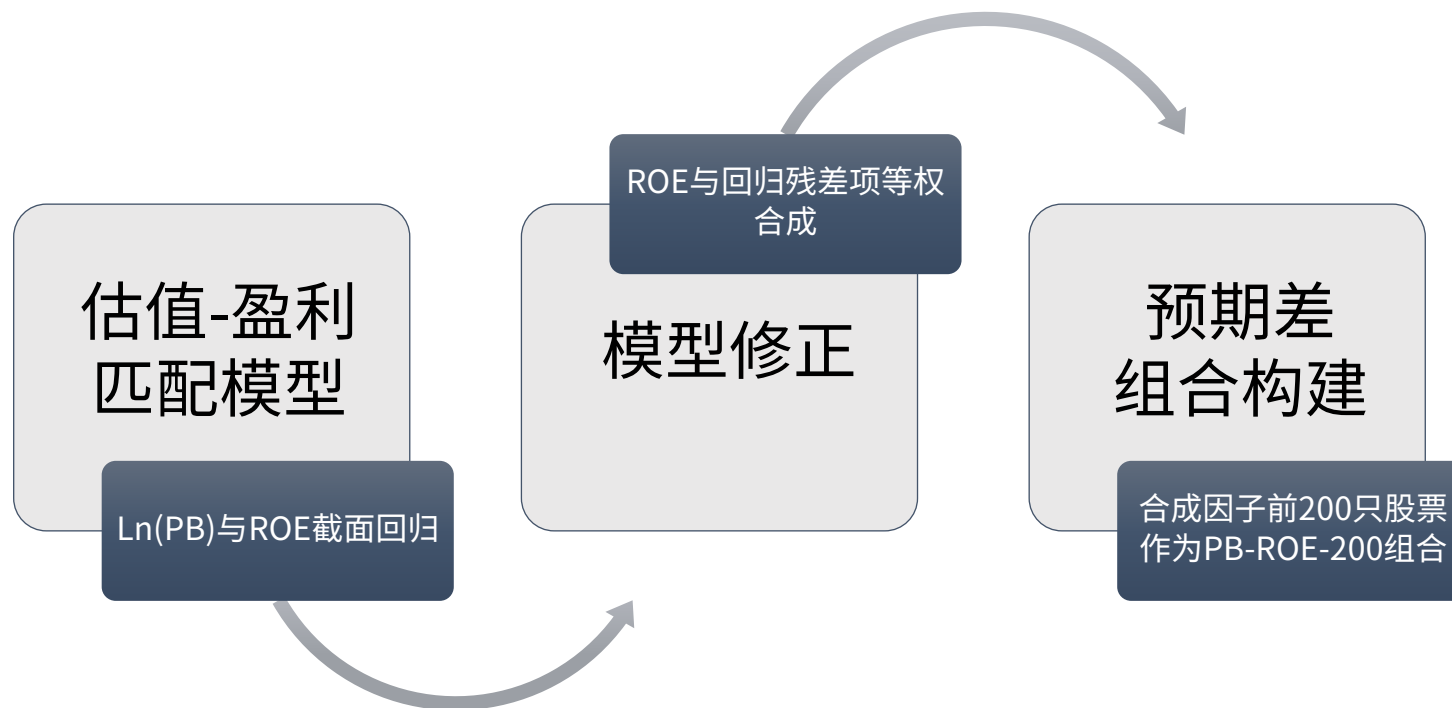 估值-盈利
匹配模型
Ln(PB)与ROE截面回归
ROE与回归残差项等权
合成
模型修正
预期差
组合构建
合成因子前200只股票
作为PB-ROE-200组合